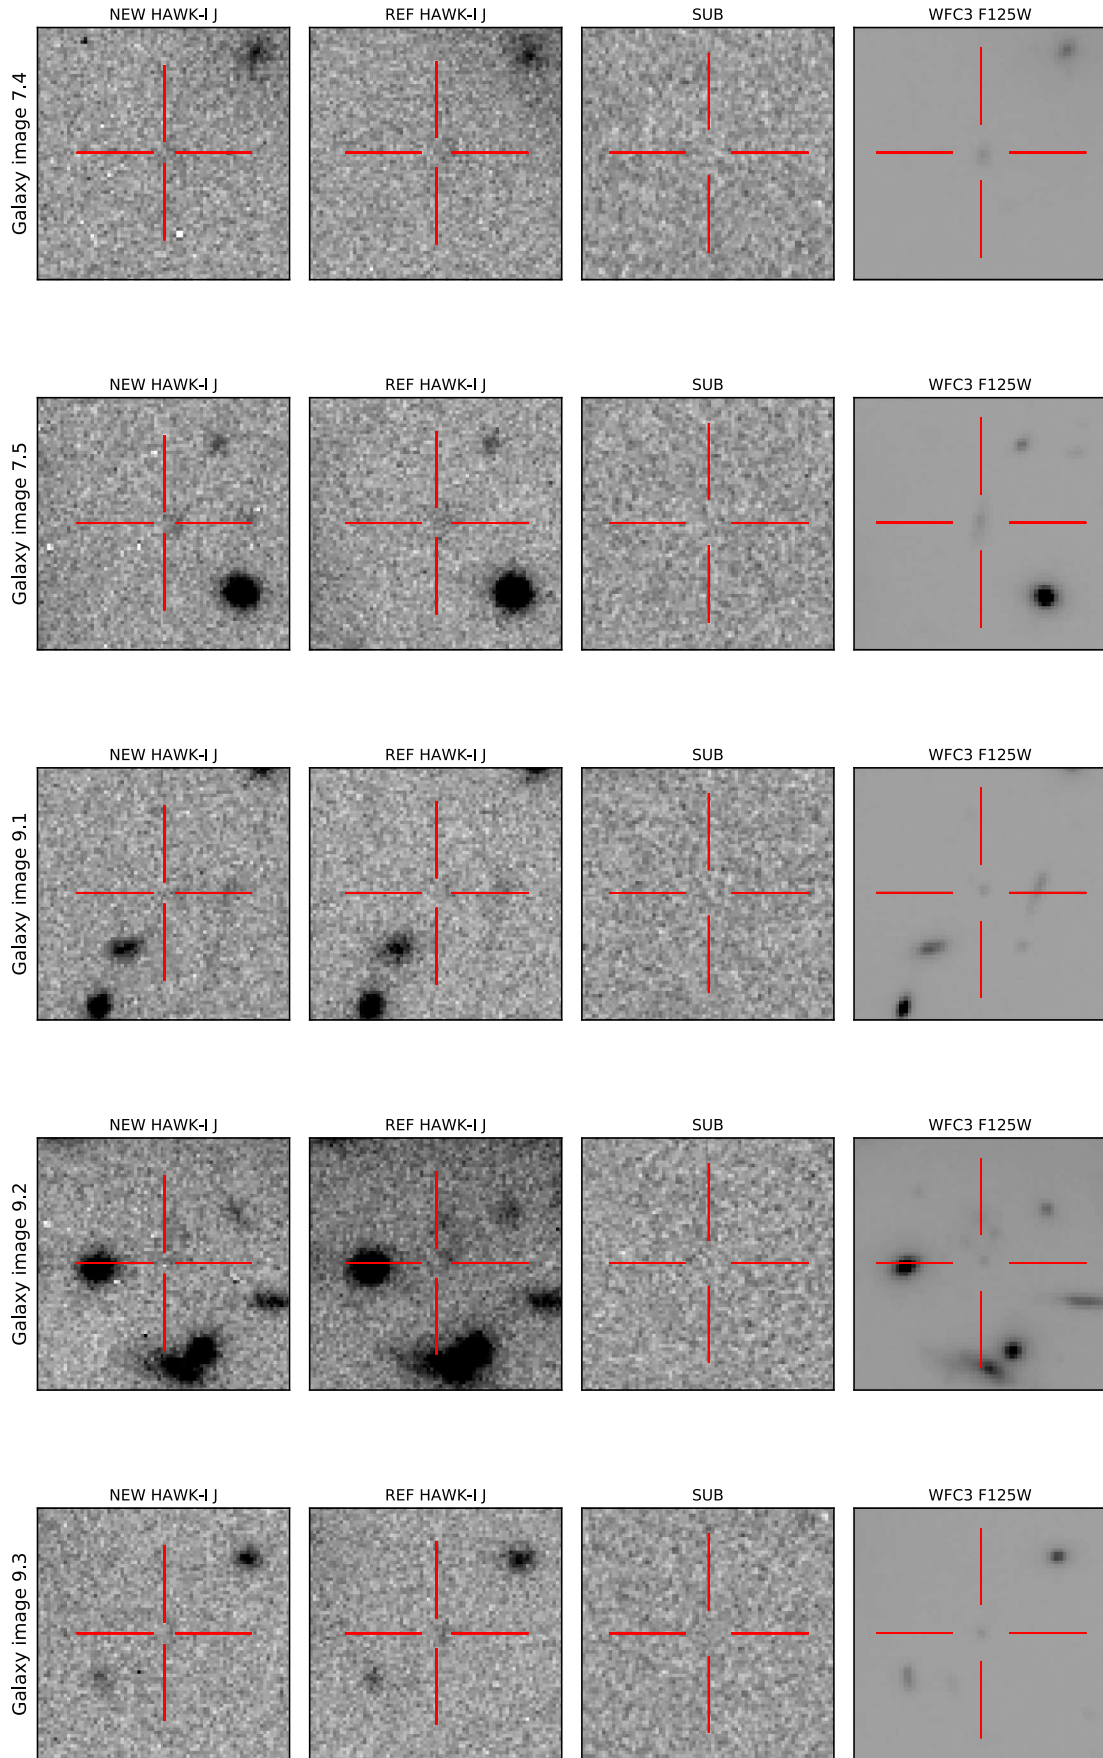 NEW HAWK-I J REF HAWK-I J SUB WFC3 F125W
Galaxy image 7.4
NEW HAWK-I J REF HAWK-I J SUB WFC3 F125W
Galaxy image 7.5
NEW HAWK-I J REF HAWK-I J SUB WFC3 F125W
Galaxy image 9.1
NEW HAWK-I J REF HAWK-I J SUB WFC3 F125W
Galaxy image 9.2
NEW HAWK-I J REF HAWK-I J SUB WFC3 F125W
Galaxy image 9.3